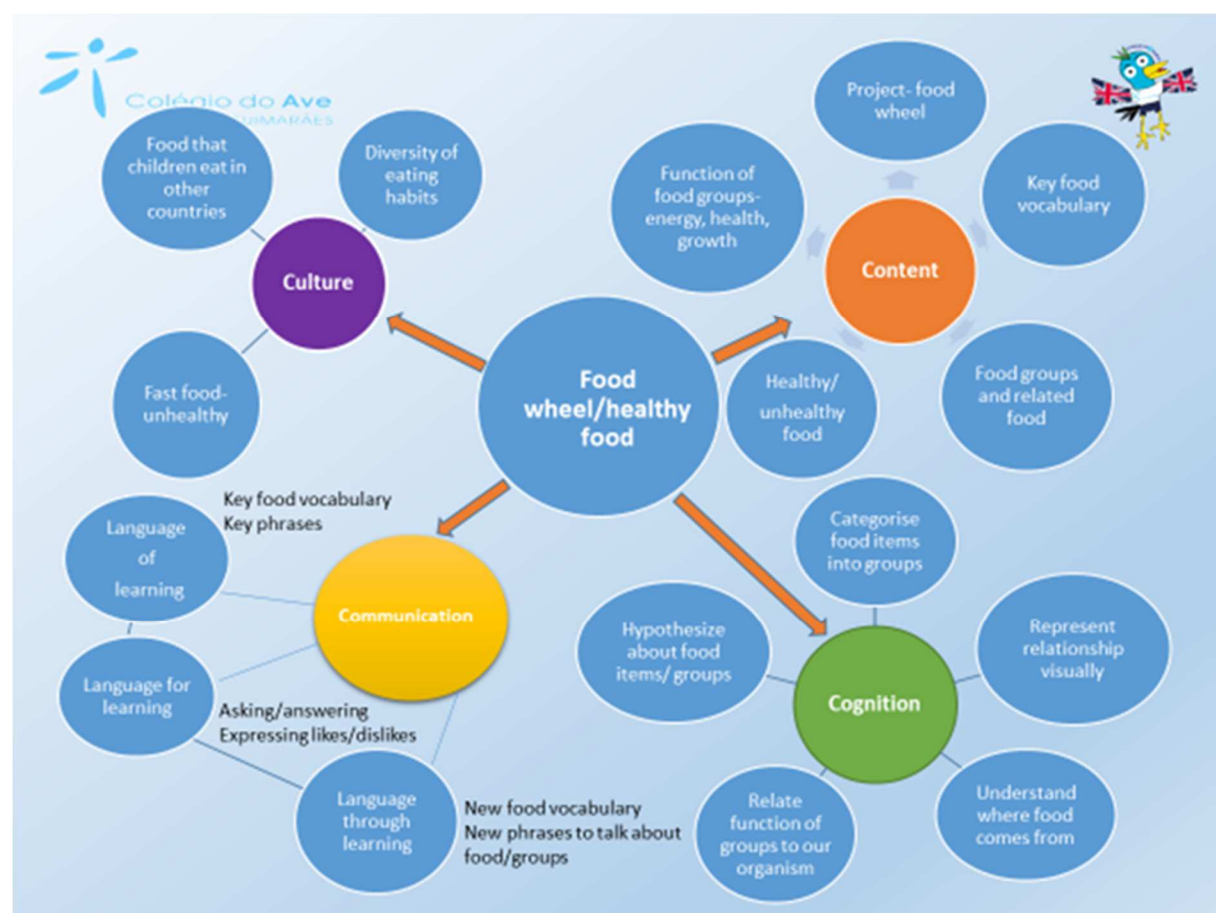 Colégio do Ave
GUIMARÃES
Food that
children eat in
other
countries
Diversity of
eating
habits
Culture
Fast food-
unhealthy
Project- food
wheel
Function of
food groups-
energy, health,
growth
Key food
vocabulary
Content
Healthy/
unhealthy
food
Food groups
and related
food
Food
wheel/healthy
food
Key food vocabulary
Key phrases
Language
of
learning
Communication
Language for
learning
Asking/answering
Expressing likes/dislikes
Language
through
learning
New food vocabulary
New phrases to talk about
food/groups
Categorise
food items
into groups
Hypothesize
about food
items/ groups
Represent
relationship
visually
Cognition
Relate
function of
groups to our
organism
Understand
where food
comes from